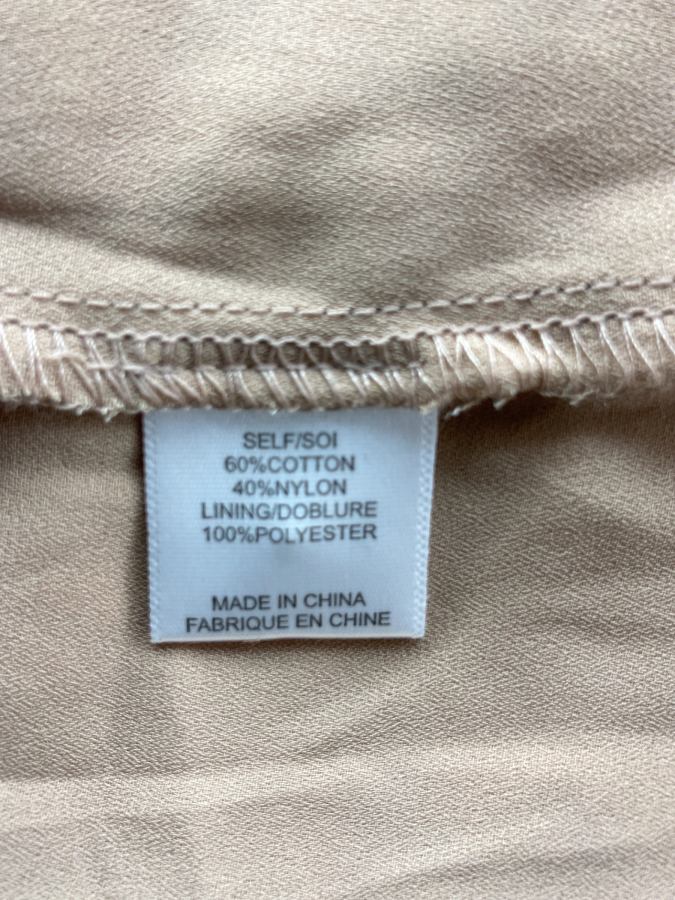 SELF/SOI
60%COTTON
40%NYLON
LINING/DOBLURE
100%POLYESTER
MADE IN CHINA
FABRIQUE EN CHINE